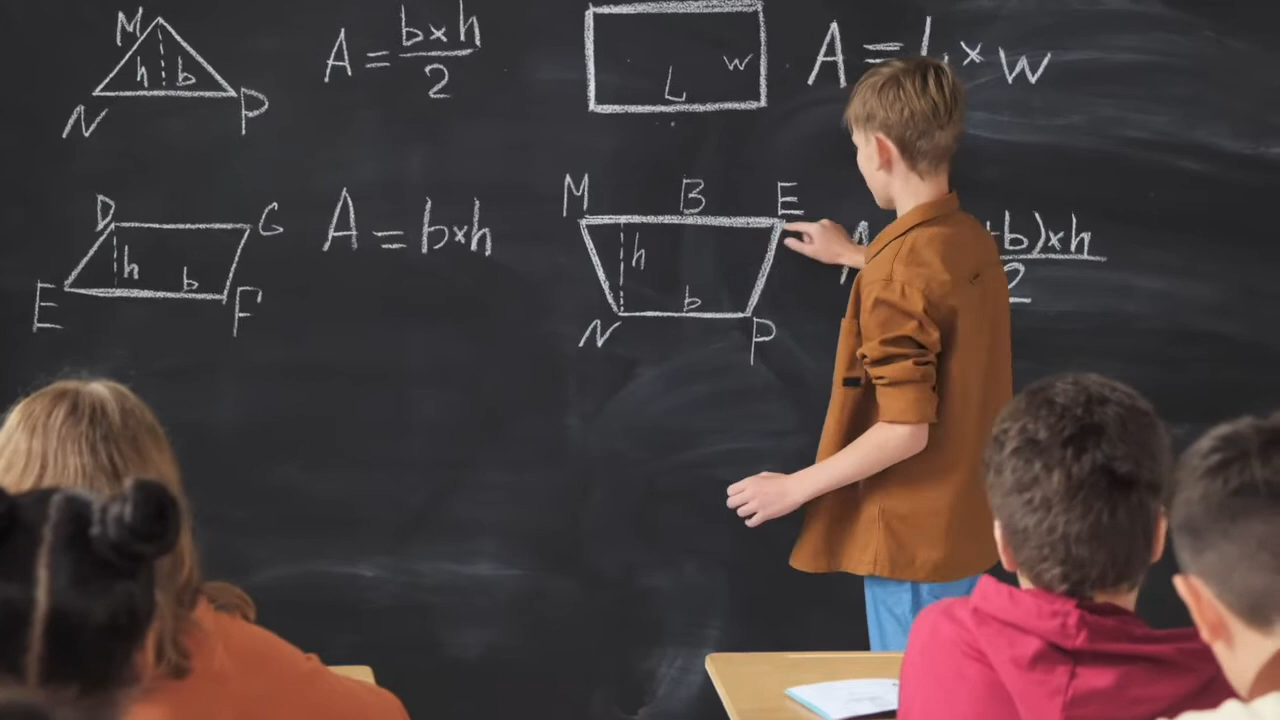 M
h b
N P
A = b×h
2
L w
A = L × w
D G
h b
E F
A = b×h
M B E
h
b
N P
b)×h
2